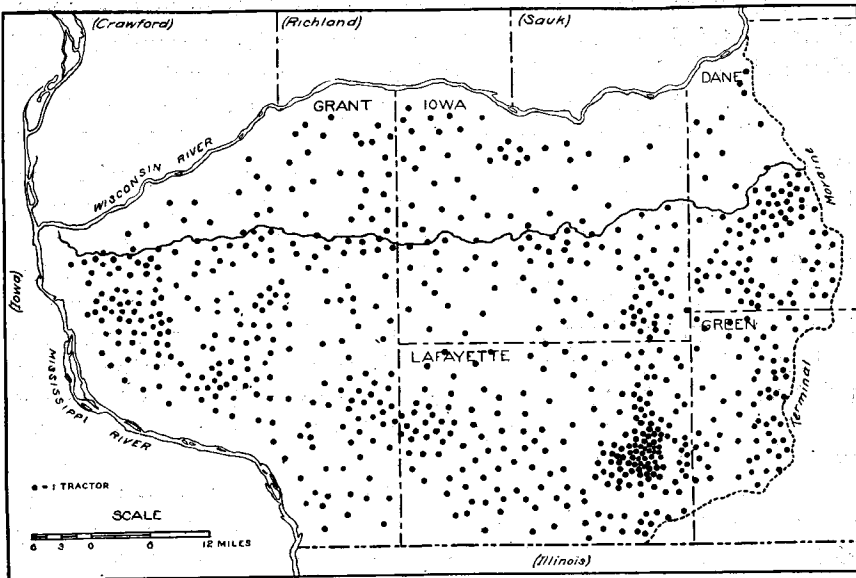 (Crawford)
(Richland)
(Sauk)
DANE
GRANT
IOWA
WISCONSIN RIVER
Moraine
(Iowa)
GREEN
LAFAYETTE
MISSISSIPPI RIVER
Terminal
● = 1 TRACTOR
SCALE
6 3 0 6 12 MILES
(Illinois)